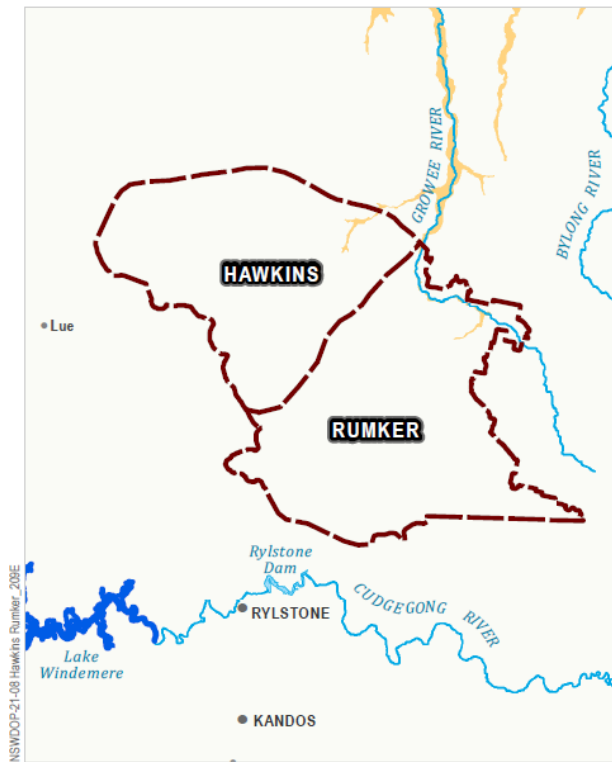 GROWEE RIVER
BYLONG RIVER
HAWKINS
Lue
RUMKER
Rylstone
Dam
RYLSTONE
CUDGEGONG
RIVER
Lake
Windemere
KANDOS
NSWDOP-21-08 Hawkins Rumker_209E